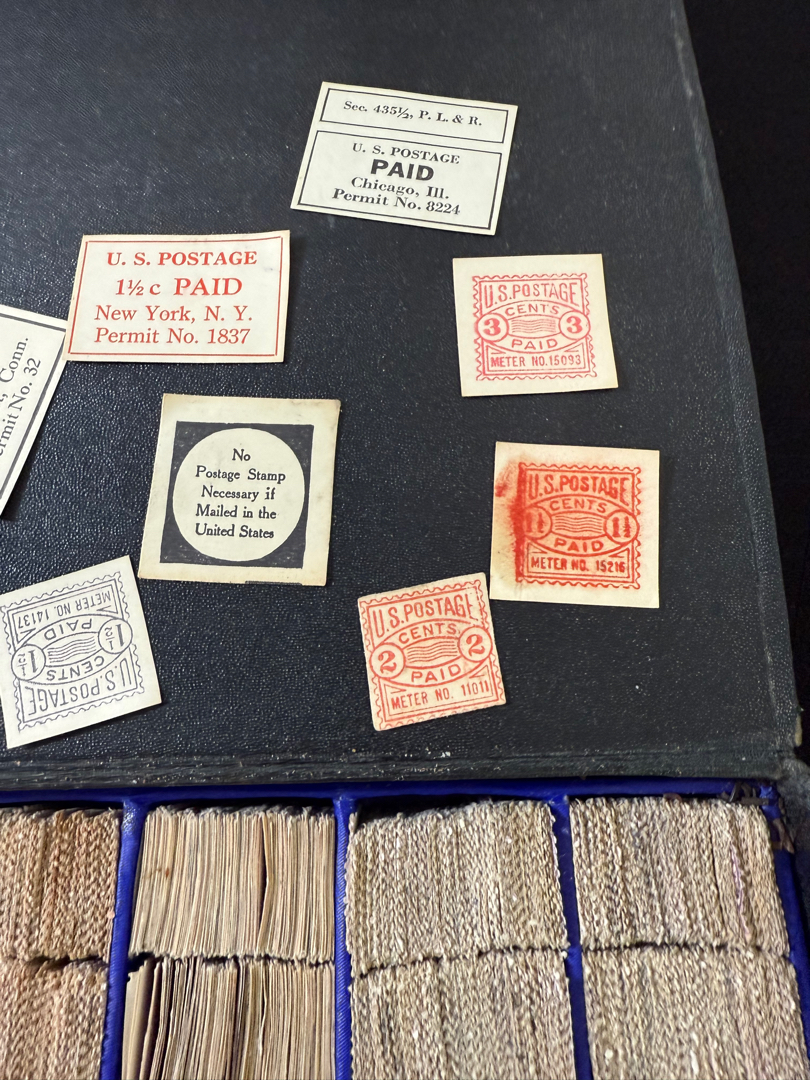 Sec. 435½, P. L. & R.
U. S. POSTAGE
PAID
Chicago, Ill.
Permit No. 8224
U. S. POSTAGE
1½ c PAID
New York, N. Y.
Permit No. 1837
U.S.POSTAGE
CENTS
3 3
PAID
METER NO.15093
, Conn.
ermit No. 32
No
Postage Stamp
Necessary if
Mailed in the
United States
U.S.POSTAGE
CENTS
1½ 1½
PAID
METER NO. 15216
U.S.POSTAGE
CENTS
1½ 1½
PAID
METER NO. 14137
U.S.POSTAGE
CENTS
2 2
PAID
METER NO. 11011